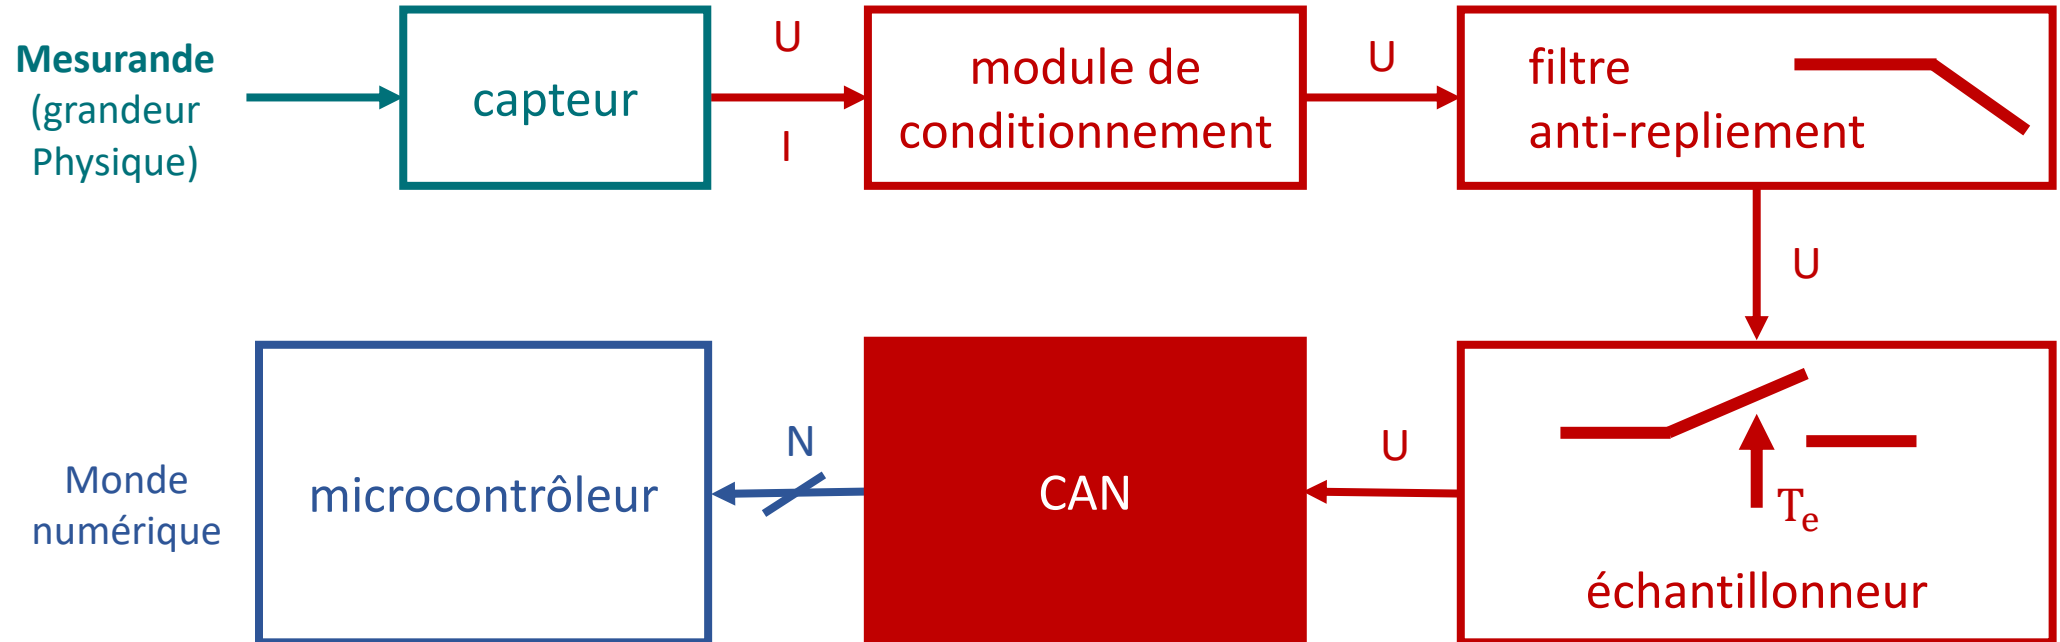 Mesurande
(grandeur
Physique)
capteur
U
I
module de
conditionnement
U
filtre
anti-repliement
U
Te
échantillonneur
U
CAN
N
microcontrôleur
Monde
numérique